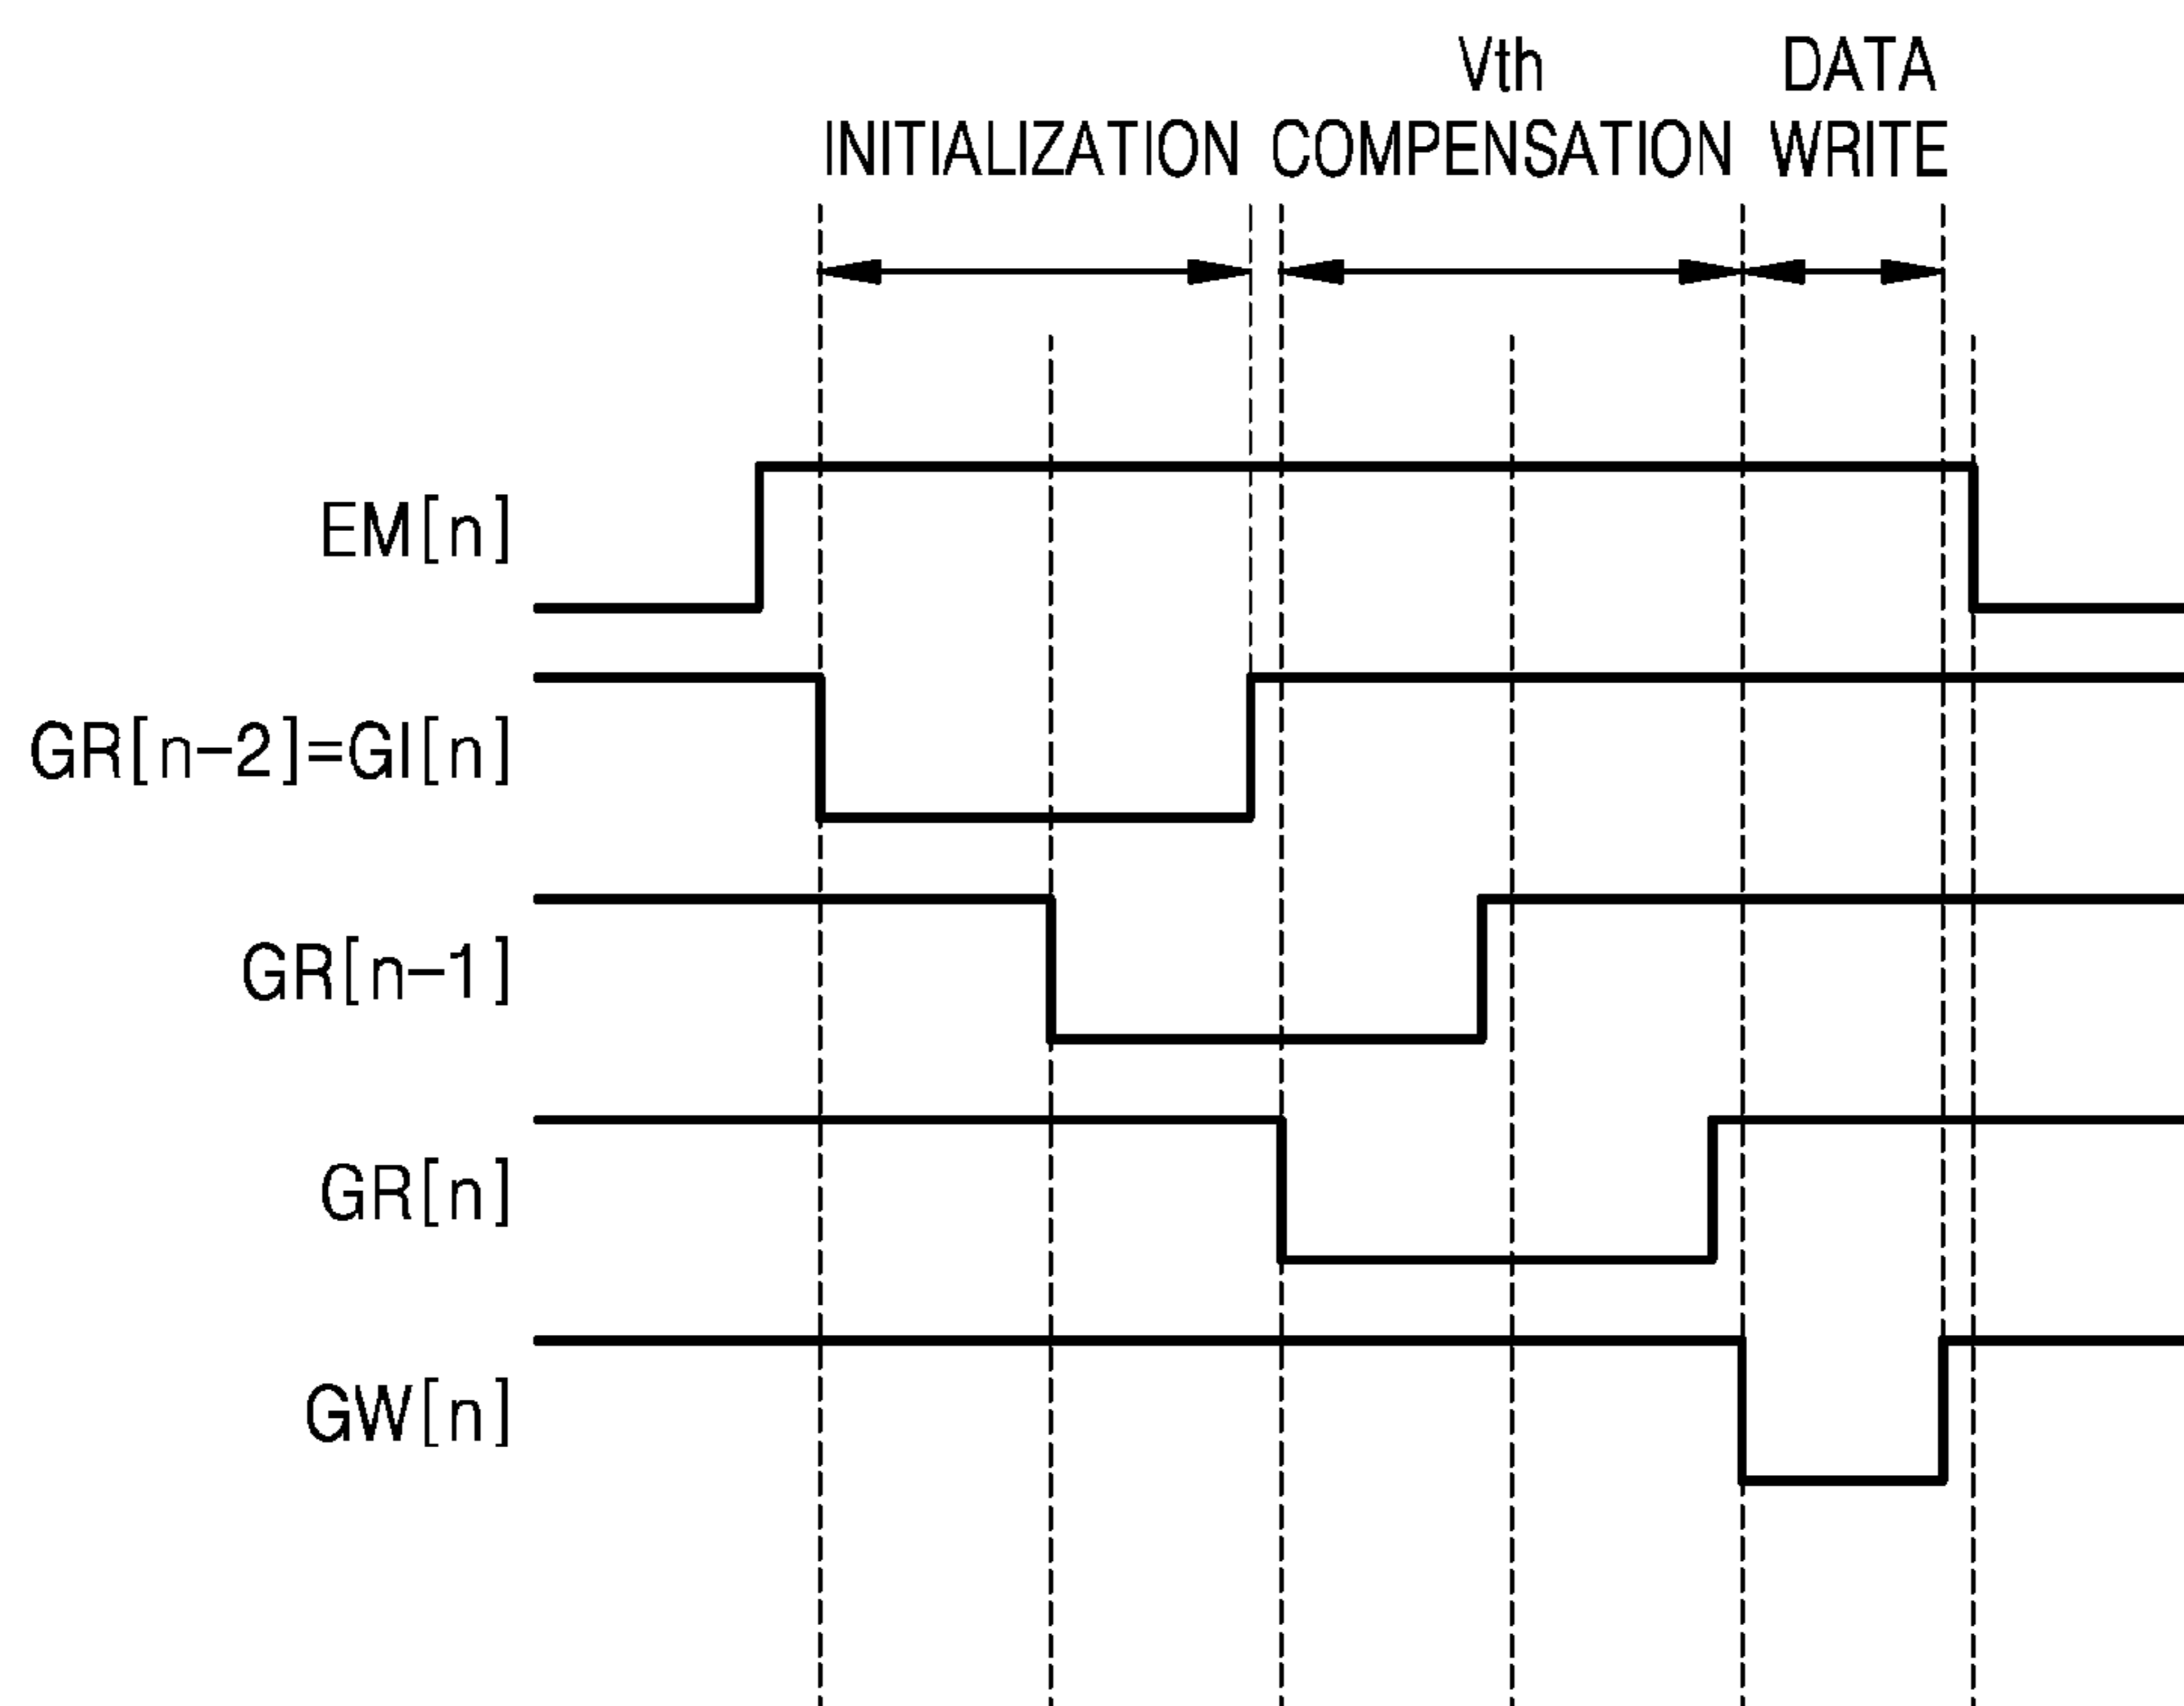 Vth
DATA
INITIALIZATION
COMPENSATION
WRITE
EM[n]
GR[n-2]=GI[n]
GR[n-1]
GR[n]
GW[n]